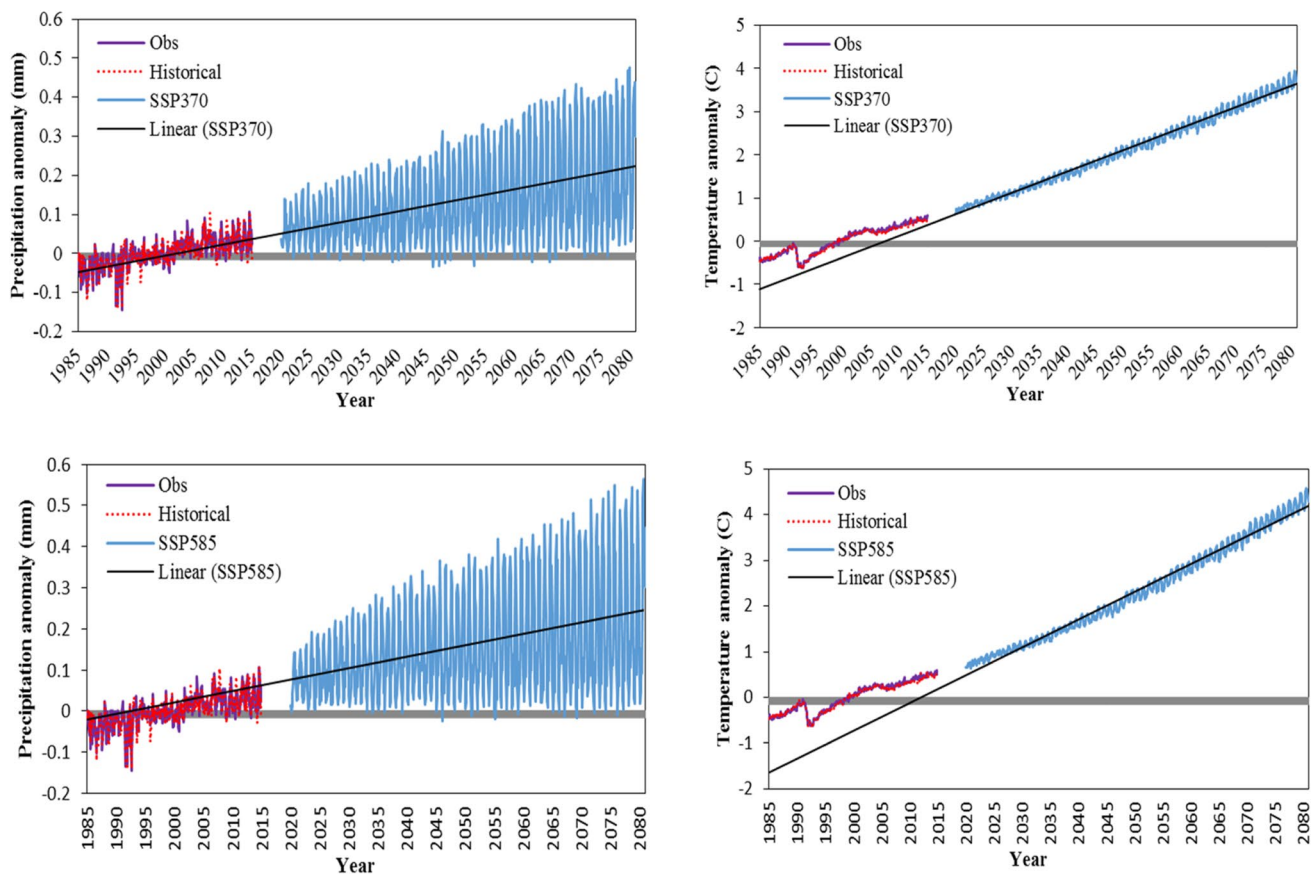 Precipitation anomaly (mm)
0.6
0.5
0.4
0.3
0.2
0.1
0
-0.1
-0.2
Obs
Historical
SSP370
Linear (SSP370)
1985 1990 1995 2000 2005 2010 2015 2020 2025 2030 2035 2040 2045 2050 2055 2060 2065 2070 2075 2080
Year
Temperature anomaly (C)
5
4
3
2
1
0
-1
-2
Obs
Historical
SSP370
Linear (SSP370)
1985 1990 1995 2000 2005 2010 2015 2020 2025 2030 2035 2040 2045 2050 2055 2060 2065 2070 2075 2080
Year
Precipitation anomaly (mm)
0.6
0.5
0.4
0.3
0.2
0.1
0
-0.1
-0.2
Obs
Historical
SSP585
Linear (SSP585)
1985 1990 1995 2000 2005 2010 2015 2020 2025 2030 2035 2040 2045 2050 2055 2060 2065 2070 2075 2080
Year
Temperature anomaly (C)
5
4
3
2
1
0
-1
-2
Obs
Historical
SSP585
Linear (SSP585)
1985 1990 1995 2000 2005 2010 2015 2020 2025 2030 2035 2040 2045 2050 2055 2060 2065 2070 2075 2080
Year